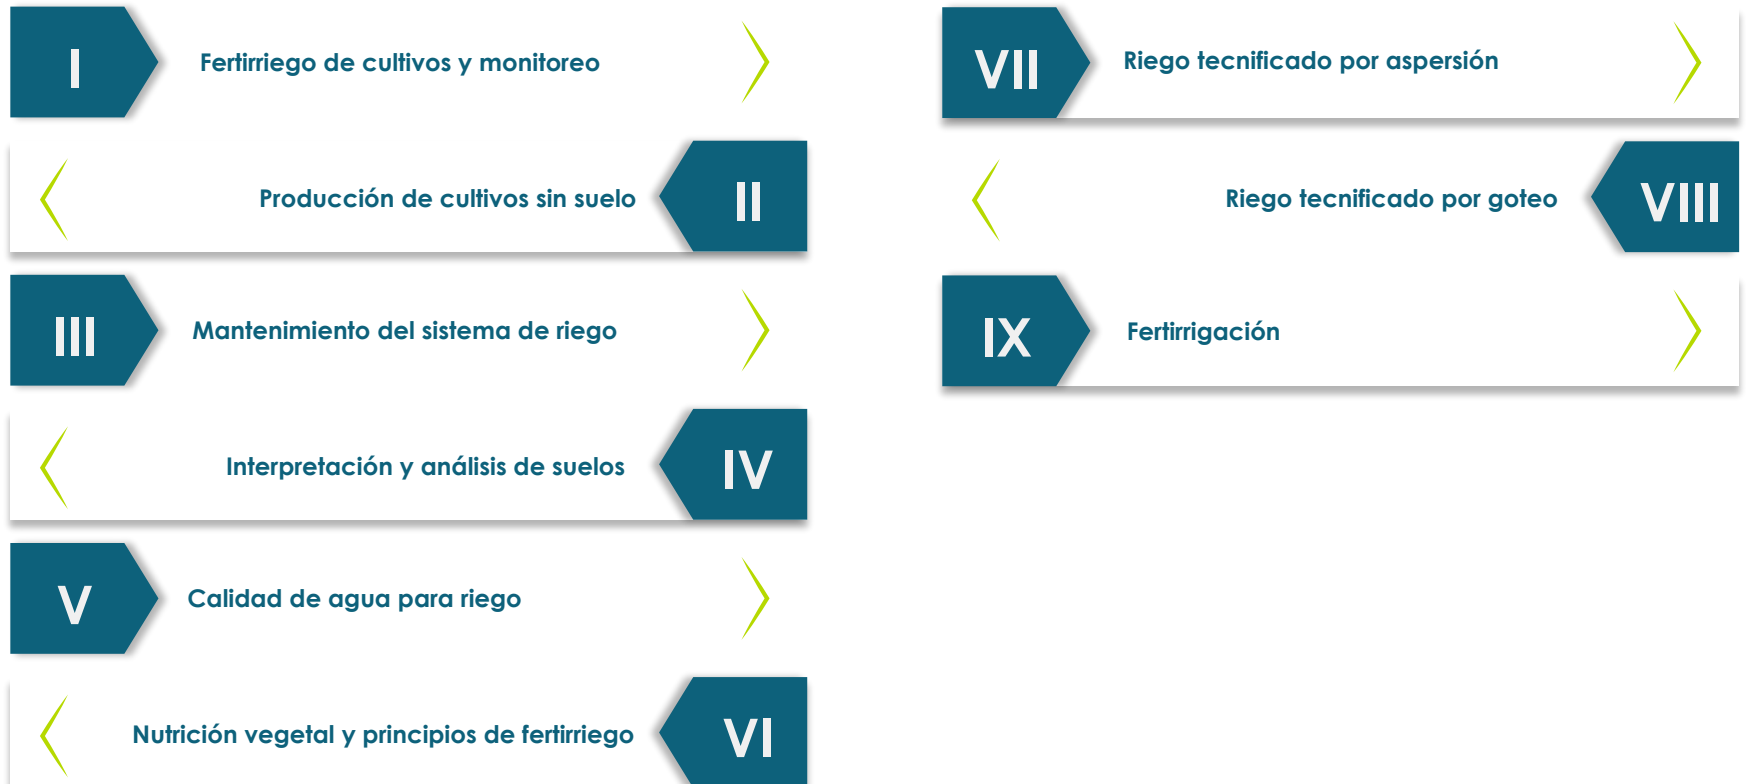 I
Fertirriego de cultivos y monitoreo
Producción de cultivos sin suelo
II
III
Mantenimiento del sistema de riego
Interpretación y análisis de suelos
IV
V
Calidad de agua para riego
Nutrición vegetal y principios de fertirriego
VI
VII
Riego tecnificado por aspersión
Riego tecnificado por goteo
VIII
IX
Fertirrigación